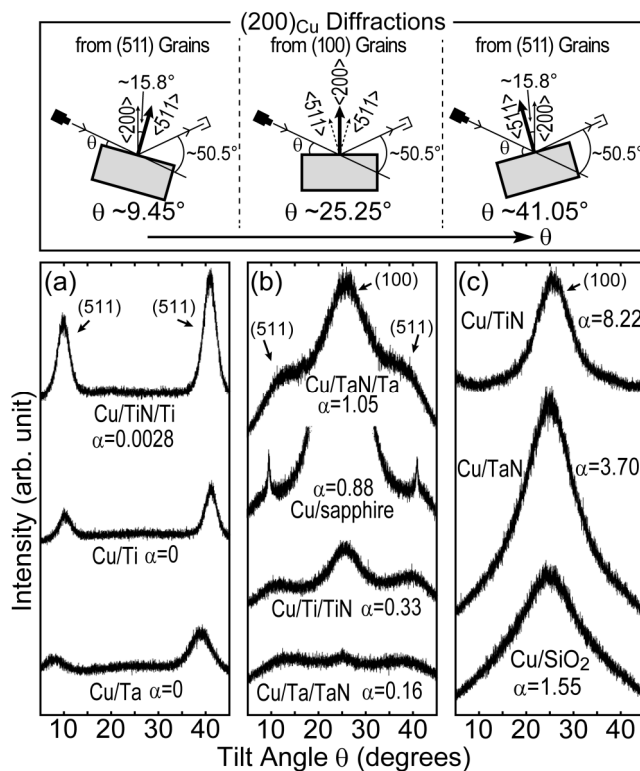 (200)Cu Diffractions
from (511) Grains
from (100) Grains
from (511) Grains
~15.8°
<200>
<511>
θ
~50.5°
θ ~9.45°
<200>
<511>
<511>
θ
~50.5°
θ ~25.25°
~15.8°
<511>
<200>
θ
~50.5°
θ ~41.05°
θ
Intensity (arb. unit)
(a)
(511)
(511)
Cu/TiN/Ti
α=0.0028
Cu/Ti α=0
Cu/Ta α=0
(b)
(100)
(511)
(511)
Cu/TaN/Ta
α=1.05
α=0.88
Cu/sapphire
Cu/Ti/TiN α=0.33
Cu/Ta/TaN α=0.16
(c)
(100)
Cu/TiN α=8.22
Cu/TaN α=3.70
Cu/SiO2
α=1.55
10 20 30 40 10 20 30 40 10 20 30 40
Tilt Angle θ (degrees)